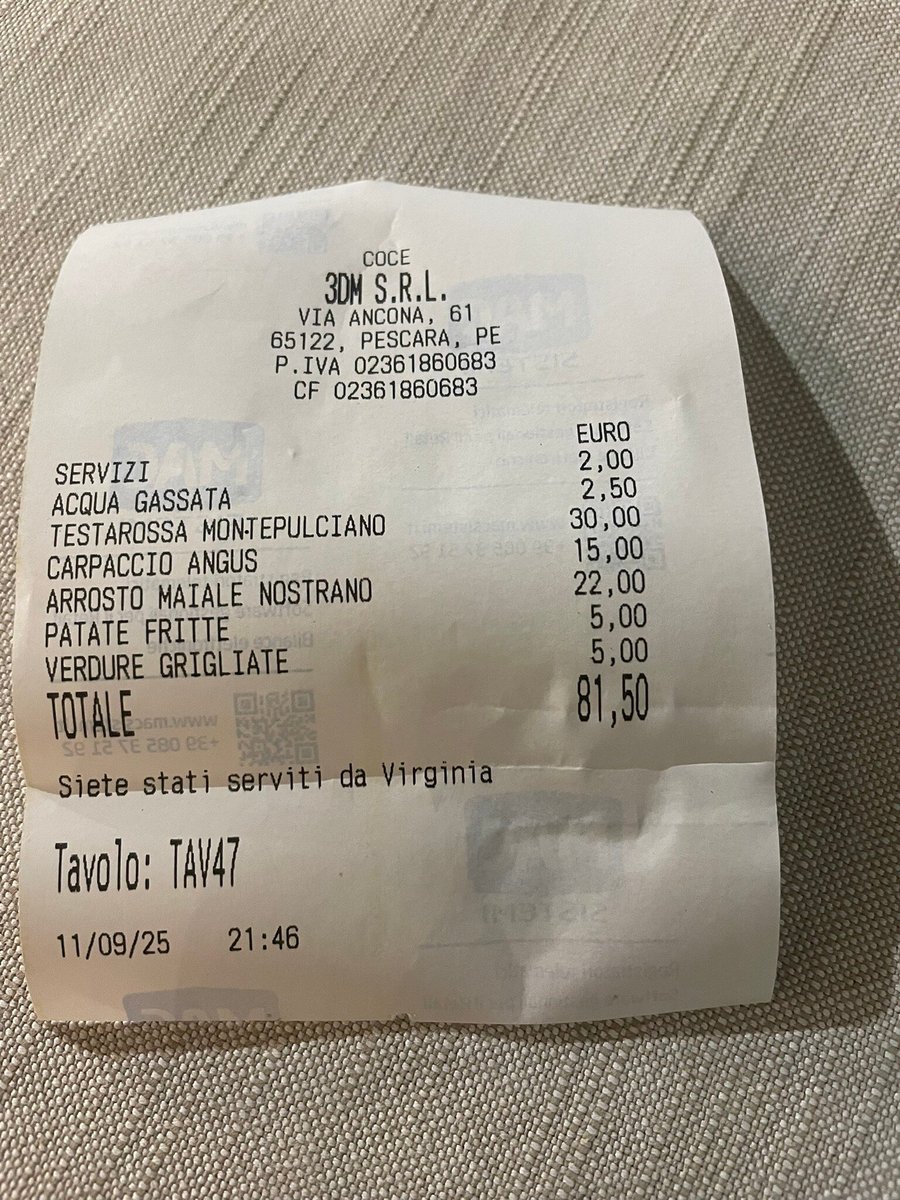 COCE
3DM S.R.L.
VIA ANCONA, 61
65122, PESCARA, PE
P.IVA 02361860683
CF 02361860683
EURO
SERVIZI 2,00
ACQUA GASSATA 2,50
TESTAROSSA MONTEPULCIANO 30,00
CARPACCIO ANGUS 15,00
ARROSTO MAIALE NOSTRANO 22,00
PATATE FRITTE 5,00
VERDURE GRIGLIATE 5,00
TOTALE 81,50
Siete stati serviti da Virginia
Tavolo: TAV47
11/09/25 21:46